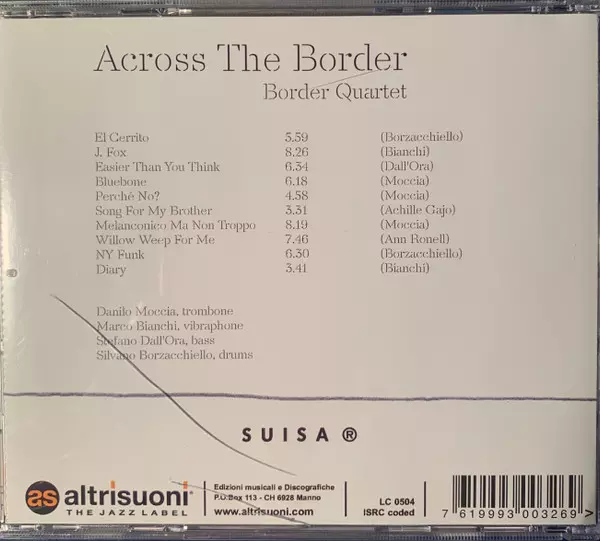 Across The Border
Border Quartet
El Cerrito 5.59 (Borzacchiello)
J. Fox 8.26 (Bianchi)
Easier Than You Think 6.34 (Dall'Ora)
Bluebone 6.18 (Moccia)
Perché No? 4.58 (Moccia)
Song For My Brother 3.31 (Achille Gajo)
Melanconico Ma Non Troppo 8.19 (Moccia)
Willow Weep For Me 7.46 (Ann Ronell)
NY Funk 6.30 (Borzacchiello)
Diary 3.41 (Bianchi)
Danilo Moccia, trombone
Marco Bianchi, vibraphone
Stefano Dall'Ora, bass
Silvano Borzacchiello, drums
SUISA ®
as altrisuoni®
THE JAZZ LABEL
Edizioni musicali e Discografiche
P.O.Box 113 - CH 6928 Manno
www.altrisuoni.com
LC 0504
ISRC coded
7 619993 003269 >